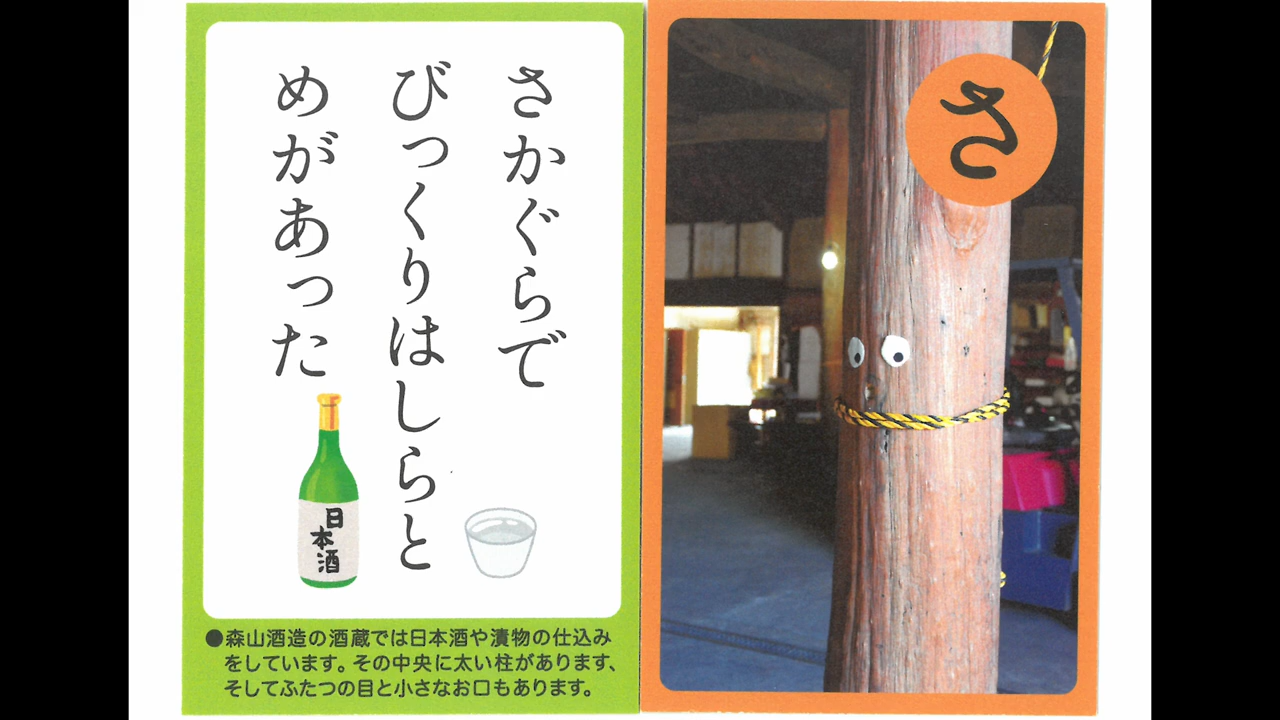 さかぐらで
びっくりはしらと
めがあった
日本酒
●森山酒造の酒蔵では日本酒や漬物の仕込み
をしています。その中央に太い柱があります、
そしてふたつの目と小さなお口もあります。
さ